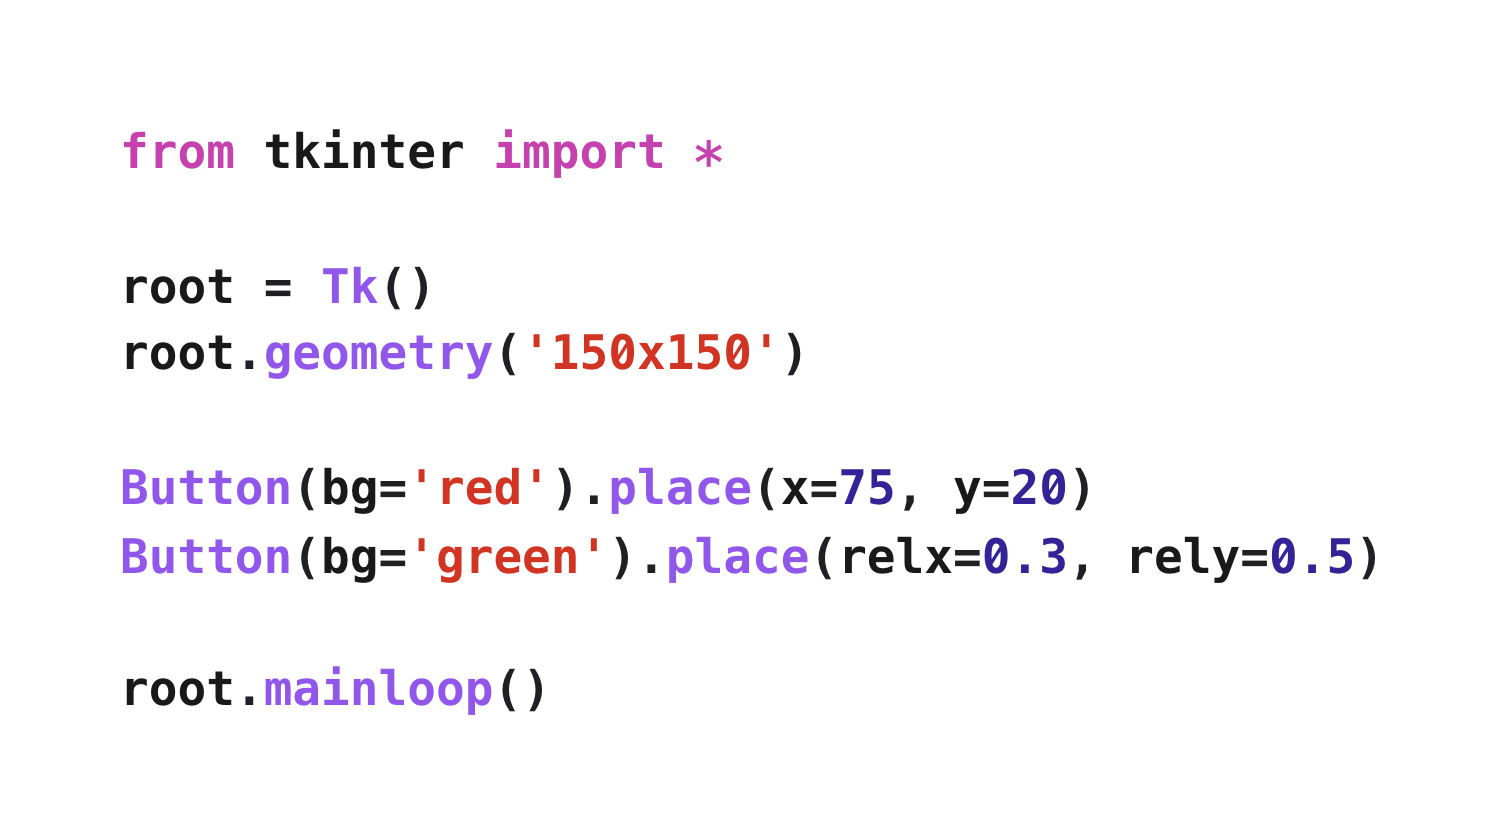 from tkinter import *
root = Tk()
root.geometry('150x150')
Button(bg='red').place(x=75, y=20)
Button(bg='green').place(relx=0.3, rely=0.5)
root.mainloop()